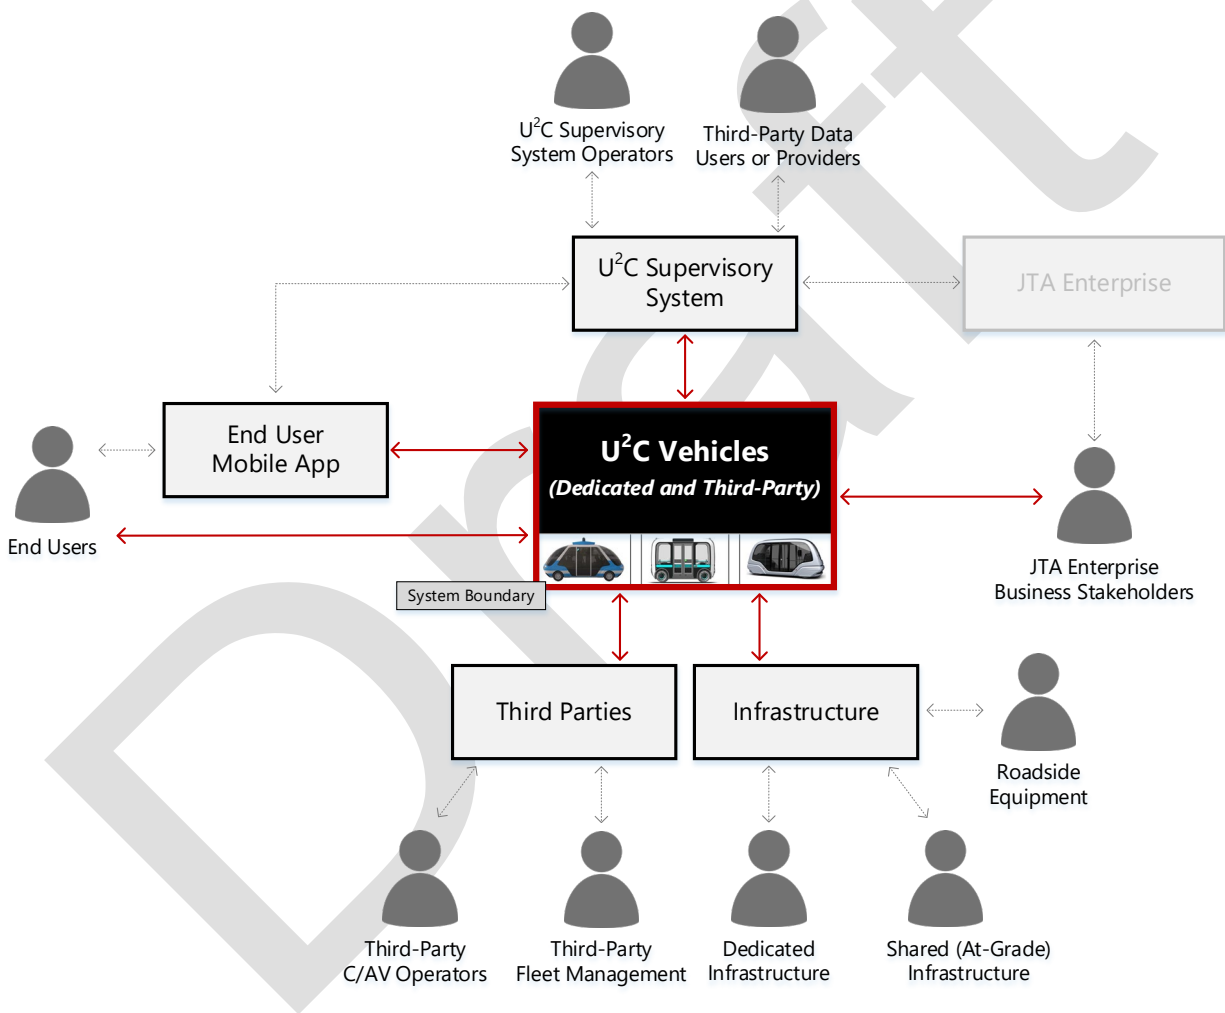 U²C Supervisory
System Operators
Third-Party Data
Users or Providers
U²C Supervisory
System
JTA Enterprise
End User
Mobile App
U²C Vehicles
(Dedicated and Third-Party)
End Users
System Boundary
JTA Enterprise
Business Stakeholders
Third Parties
Infrastructure
Roadside
Equipment
Third-Party
C/AV Operators
Third-Party
Fleet Management
Dedicated
Infrastructure
Shared (At-Grade)
Infrastructure
Draft